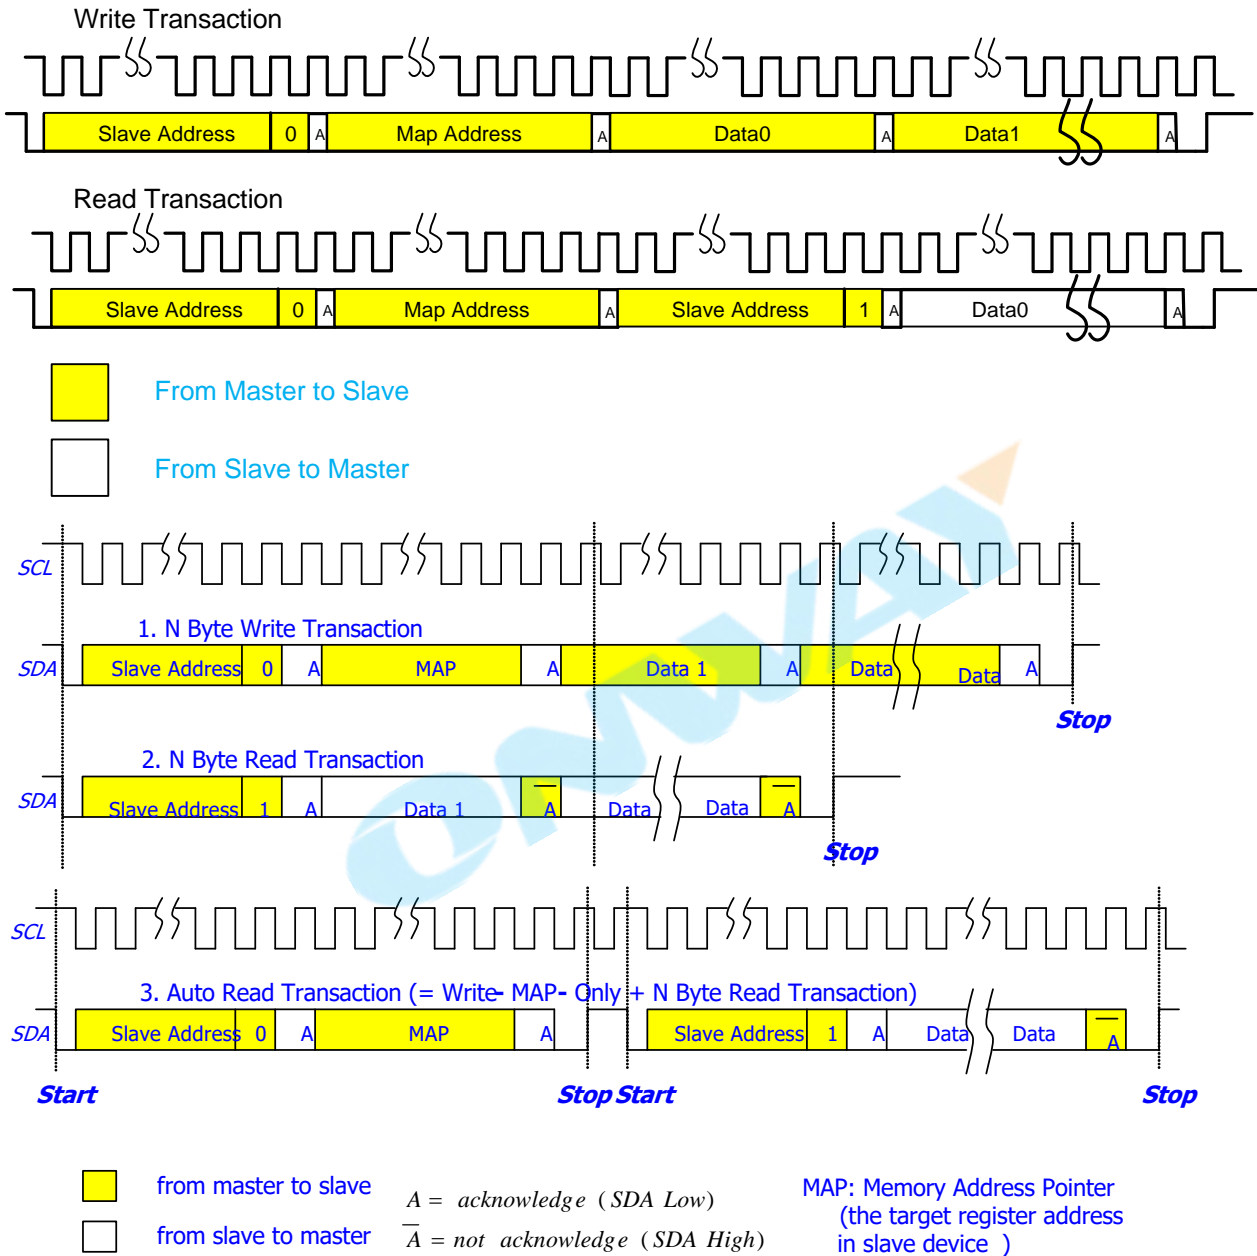 Write Transaction
Slave Address 0 A Map Address A Data0 A Data1 A
Read Transaction
Slave Address 0 A Map Address A Slave Address 1 A Data0 A
From Master to Slave
From Slave to Master
ONWAY
SCL
1. N Byte Write Transaction
SDA Slave Address 0 A MAP A Data 1 A Data Data A
Stop
2. N Byte Read Transaction
SDA Slave Address 1 A Data 1 A̅ Data Data A̅
Stop
SCL
3. Auto Read Transaction (= Write- MAP- Only + N Byte Read Transaction)
SDA Slave Address 0 A MAP A Slave Address 1 A Data Data A̅
Start Stop Start Stop
from master to slave
A = acknowledge (SDA Low)
from slave to master
A̅ = not acknowledge (SDA High)
MAP: Memory Address Pointer
(the target register address
in slave device )